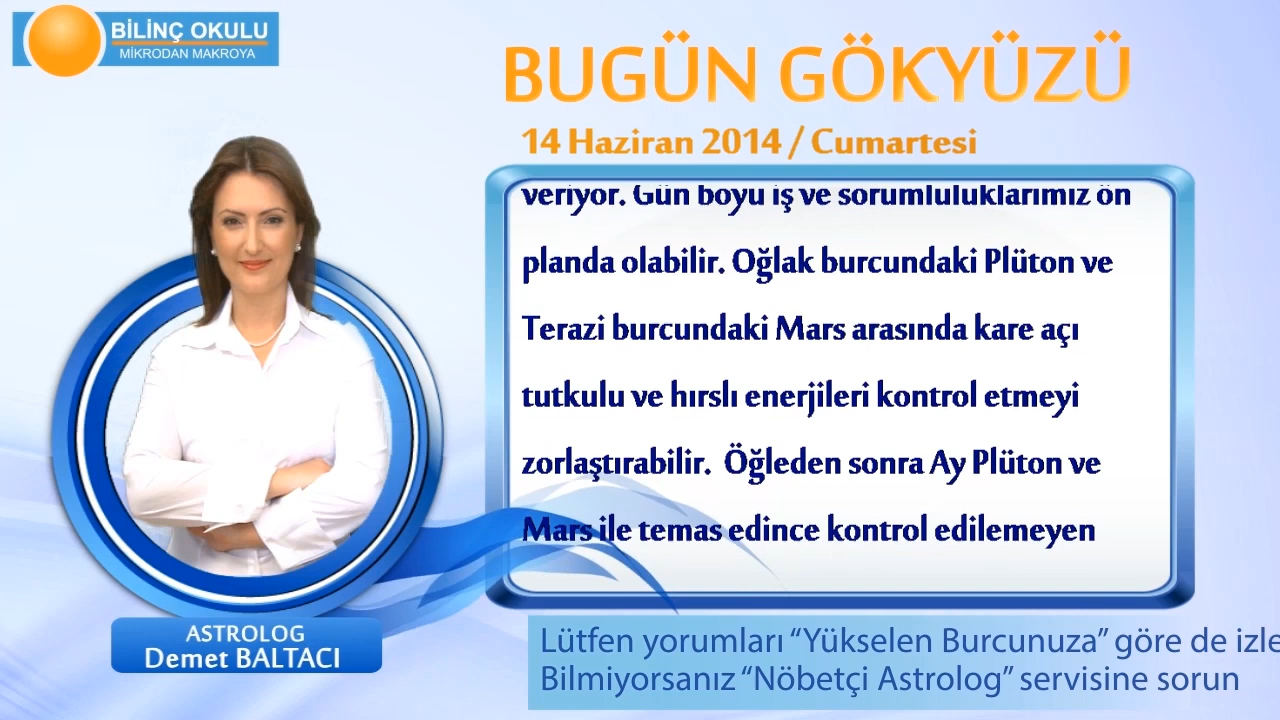 BİLİNÇ OKULU
MİKRODAN MAKROYA
BUGÜN GÖKYÜZÜ
14 Haziran 2014 / Cumartesi
veriyor. Gün boyu iş ve sorumluluklarımız ön
planda olabilir. Oğlak burcundaki Plüton ve
Terazi burcundaki Mars arasında kare açı
tutkulu ve hırslı enerjileri kontrol etmeyi
zorlaştırabilir. Öğleden sonra Ay Plüton ve
Mars ile temas edince kontrol edilemeyen
ASTROLOG
Demet BALTACI
Lütfen yorumları “Yükselen Burcunuza” göre de izle
Bilmiyorsanız “Nöbetçi Astrolog” servisine sorun